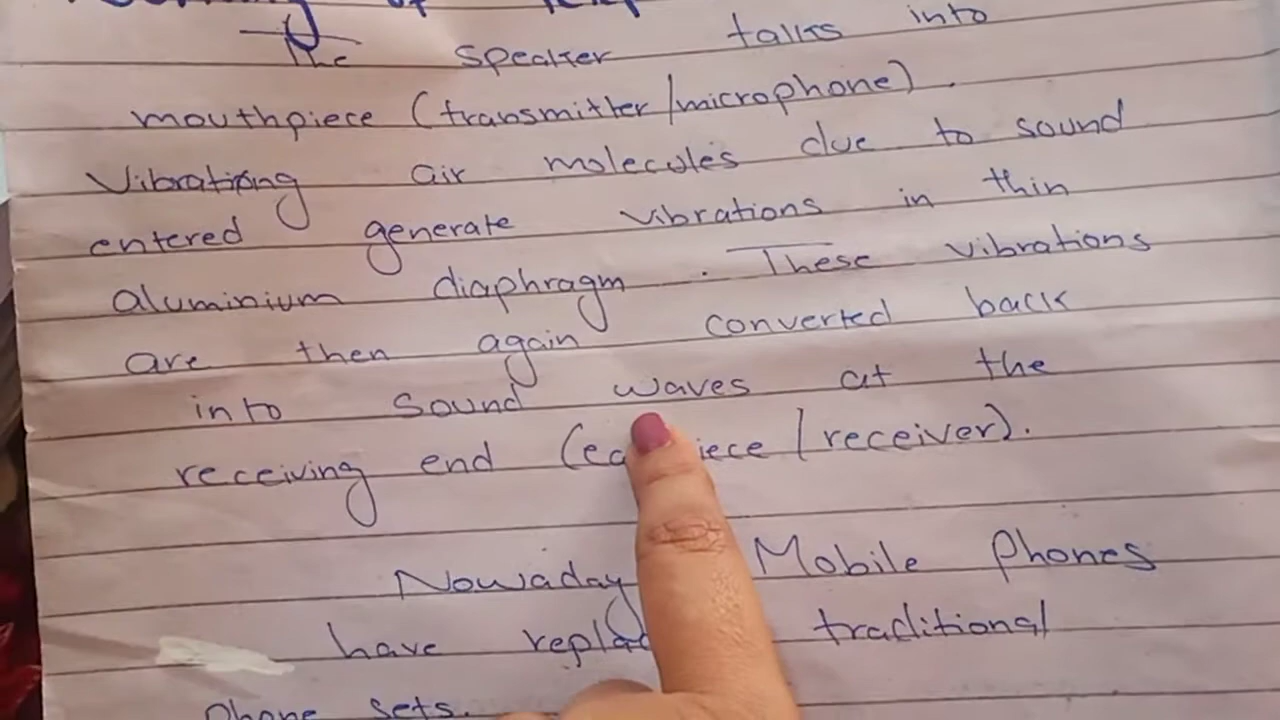 of
The speaker talks into
mouthpiece (transmitter/microphone).
Vibrating air molecules due to sound
entered generate vibrations in thin
aluminium diaphragm. These vibrations
are then again converted back
into sound waves at the
receiving end (ea iece / receiver).
Mobile Phones
have traditional
Phone sets.